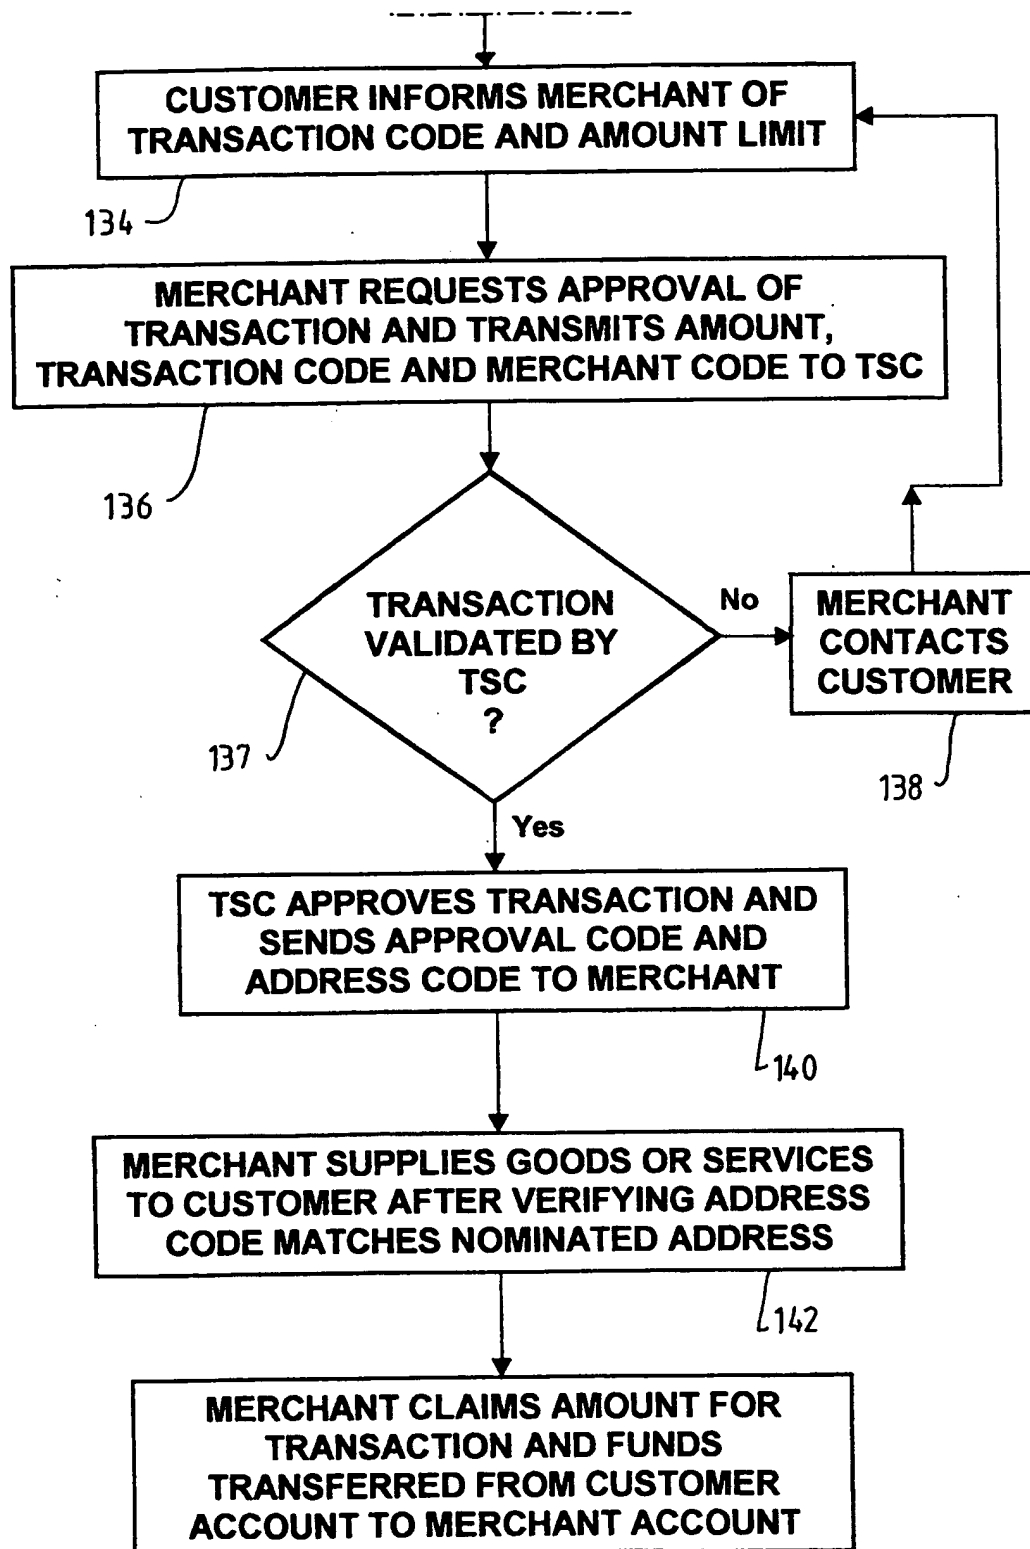 CUSTOMER INFORMS MERCHANT OF
TRANSACTION CODE AND AMOUNT LIMIT
134
MERCHANT REQUESTS APPROVAL OF
TRANSACTION AND TRANSMITS AMOUNT,
TRANSACTION CODE AND MERCHANT CODE TO TSC
136
TRANSACTION
VALIDATED BY
TSC
?
137
No
MERCHANT
CONTACTS
CUSTOMER
138
Yes
TSC APPROVES TRANSACTION AND
SENDS APPROVAL CODE AND
ADDRESS CODE TO MERCHANT
140
MERCHANT SUPPLIES GOODS OR SERVICES
TO CUSTOMER AFTER VERIFYING ADDRESS
CODE MATCHES NOMINATED ADDRESS
142
MERCHANT CLAIMS AMOUNT FOR
TRANSACTION AND FUNDS
TRANSFERRED FROM CUSTOMER
ACCOUNT TO MERCHANT ACCOUNT